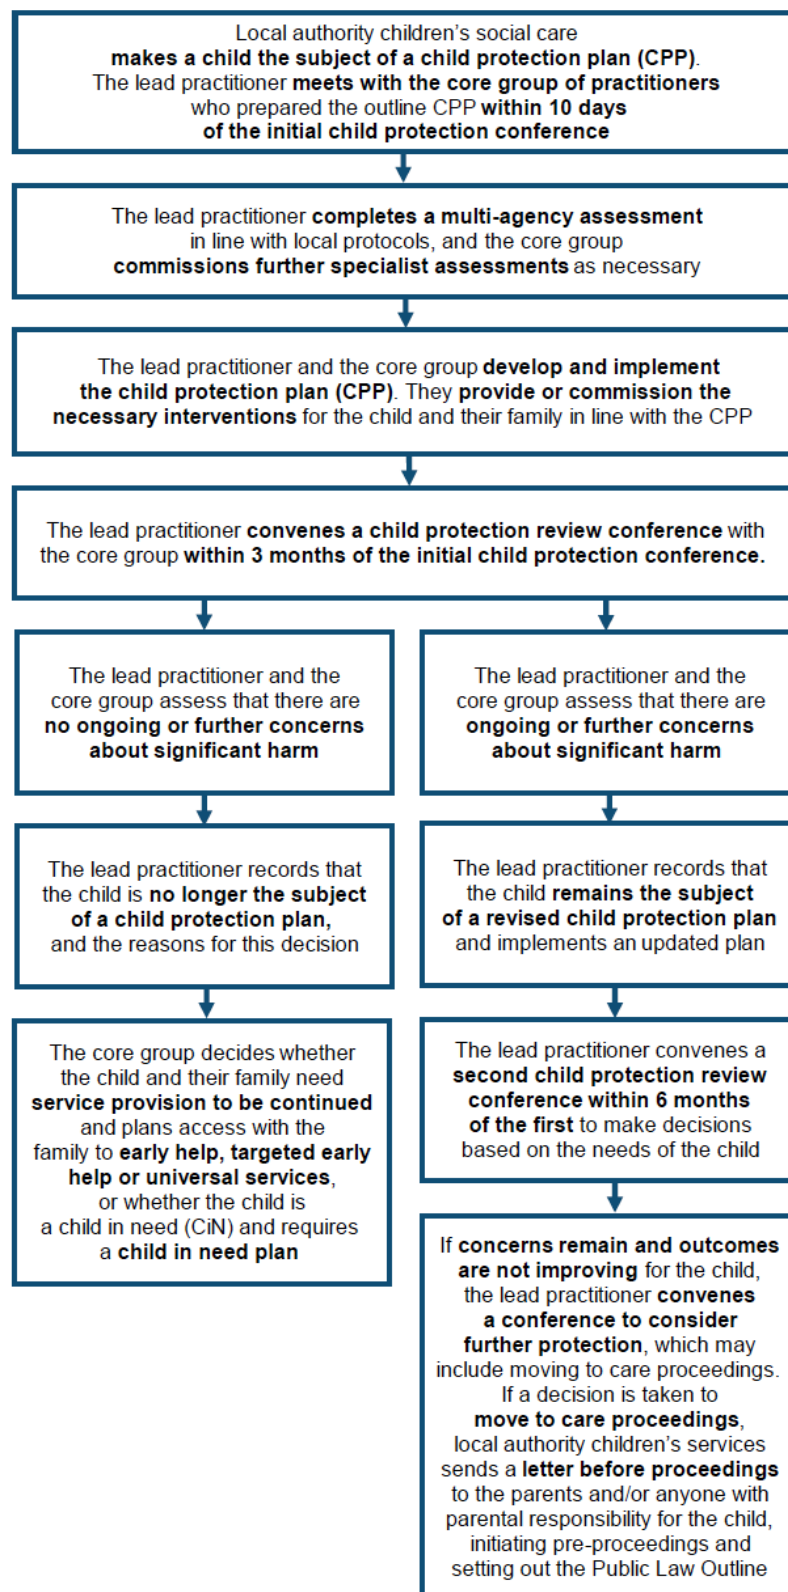 Local authority children’s social care
makes a child the subject of a child protection plan (CPP).
The lead practitioner meets with the core group of practitioners
who prepared the outline CPP within 10 days
of the initial child protection conference
The lead practitioner completes a multi-agency assessment
in line with local protocols, and the core group
commissions further specialist assessments as necessary
The lead practitioner and the core group develop and implement
the child protection plan (CPP). They provide or commission the
necessary interventions for the child and their family in line with the CPP
The lead practitioner convenes a child protection review conference with
the core group within 3 months of the initial child protection conference.
The lead practitioner and the
core group assess that there are
no ongoing or further concerns
about significant harm
The lead practitioner records that
the child is no longer the subject
of a child protection plan,
and the reasons for this decision
The core group decides whether
the child and their family need
service provision to be continued
and plans access with the
family to early help, targeted early
help or universal services,
or whether the child is
a child in need (CiN) and requires
a child in need plan
The lead practitioner and the
core group assess that there are
ongoing or further concerns
about significant harm
The lead practitioner records that
the child remains the subject
of a revised child protection plan
and implements an updated plan
The lead practitioner convenes a
second child protection review
conference within 6 months
of the first to make decisions
based on the needs of the child
If concerns remain and outcomes
are not improving for the child,
the lead practitioner convenes
a conference to consider
further protection, which may
include moving to care proceedings.
If a decision is taken to
move to care proceedings,
local authority children’s services
sends a letter before proceedings
to the parents and/or anyone with
parental responsibility for the child,
initiating pre-proceedings and
setting out the Public Law Outline